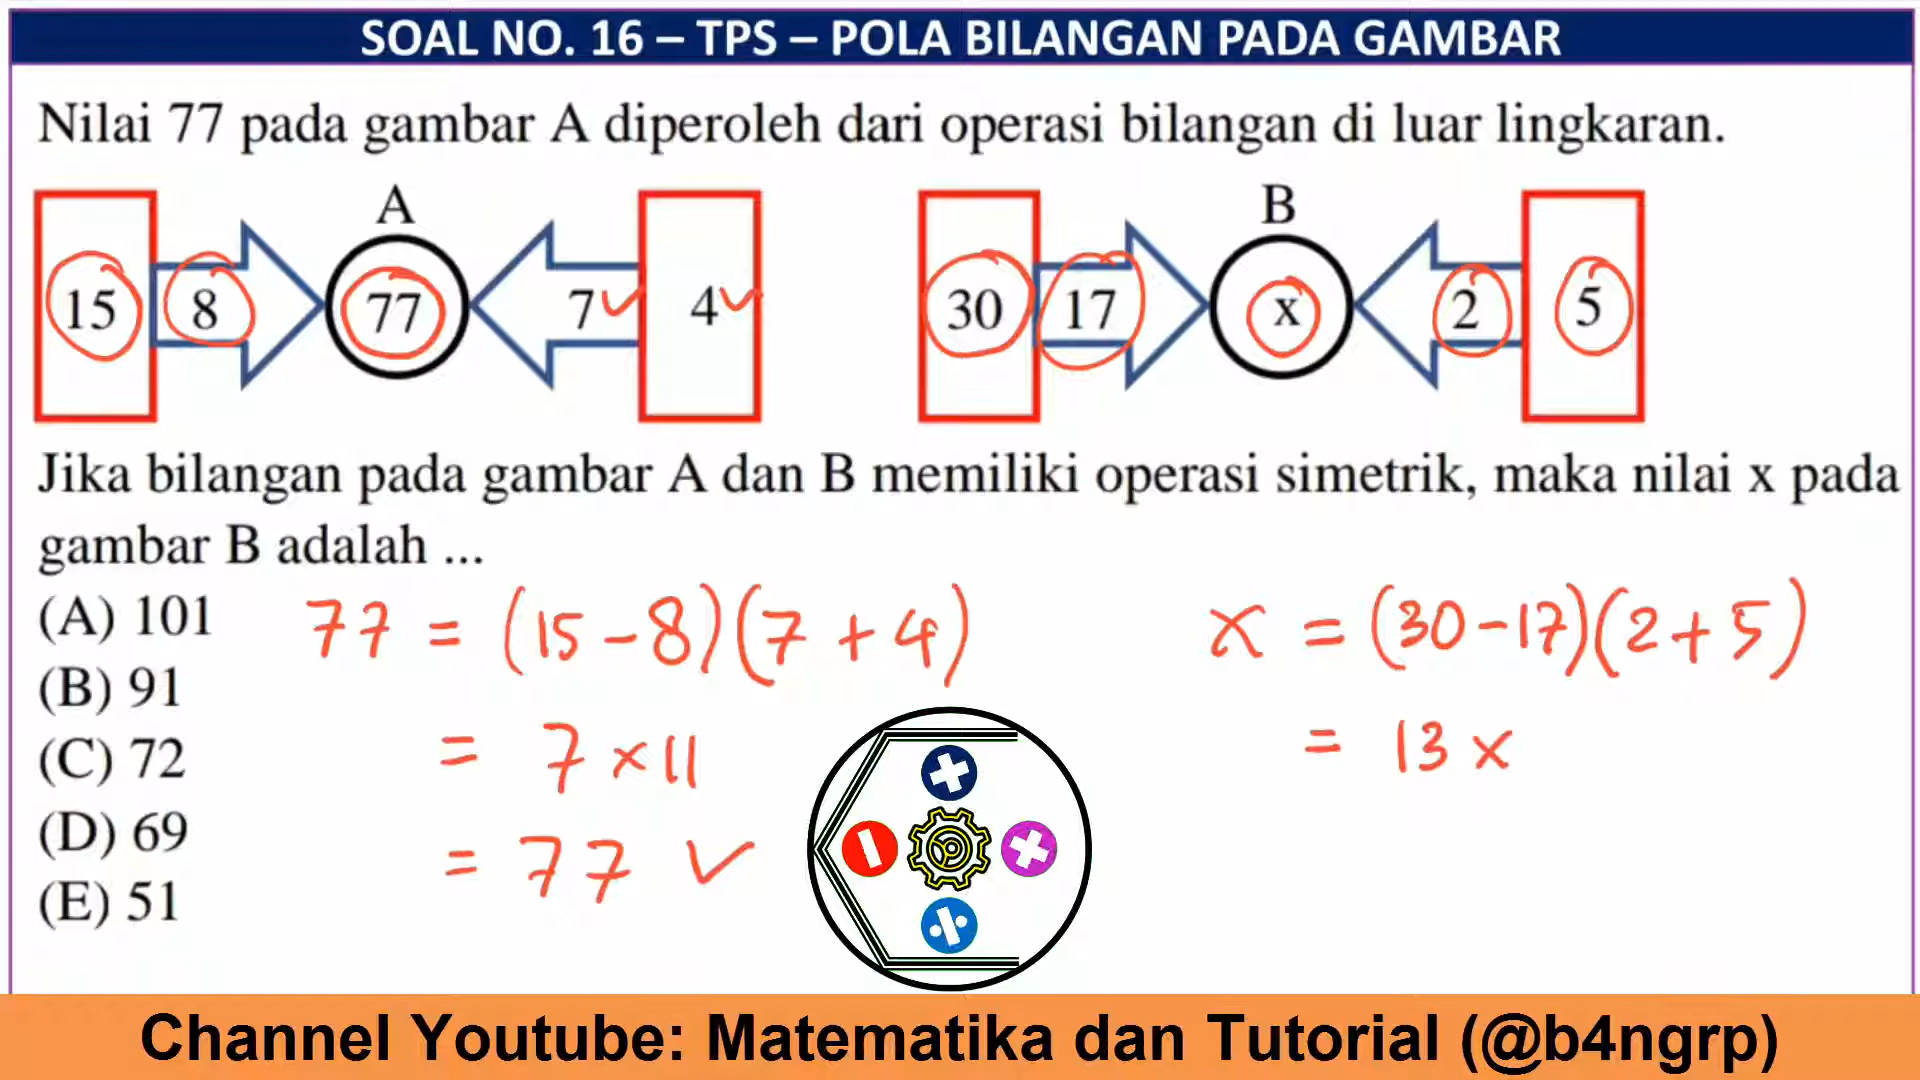 SOAL NO. 16 – TPS – POLA BILANGAN PADA GAMBAR
Nilai 77 pada gambar A diperoleh dari operasi bilangan di luar lingkaran.
A B
15 8 77 7 4 30 17 x 2 5
Jika bilangan pada gambar A dan B memiliki operasi simetrik, maka nilai x pada
gambar B adalah ...
(A) 101
(B) 91
(C) 72
(D) 69
(E) 51
77 = (15 - 8)(7 + 4)
= 7 × 11
= 77 ✓
x = (30 - 17)(2 + 5)
= 13 ×
Channel Youtube: Matematika dan Tutorial (@b4ngrp)